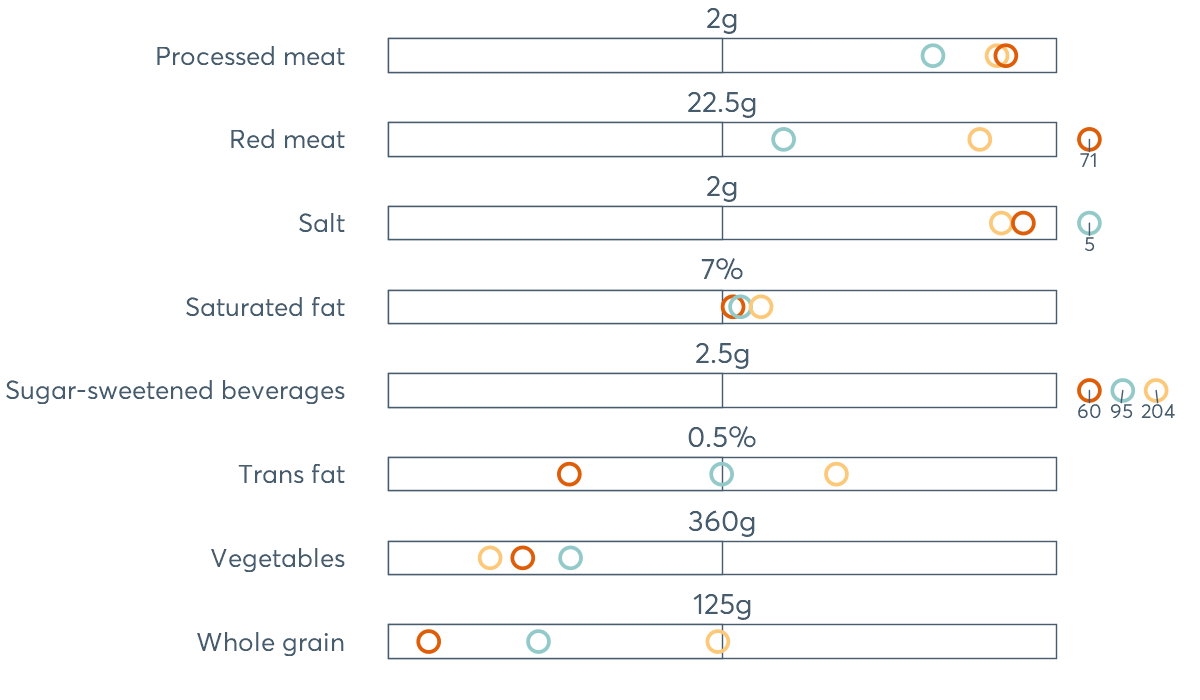 2g
Processed meat
22.5g
Red meat
71
2g
Salt
5
7%
Saturated fat
2.5g
Sugar-sweetened beverages
60 95 204
0.5%
Trans fat
360g
Vegetables
125g
Whole grain